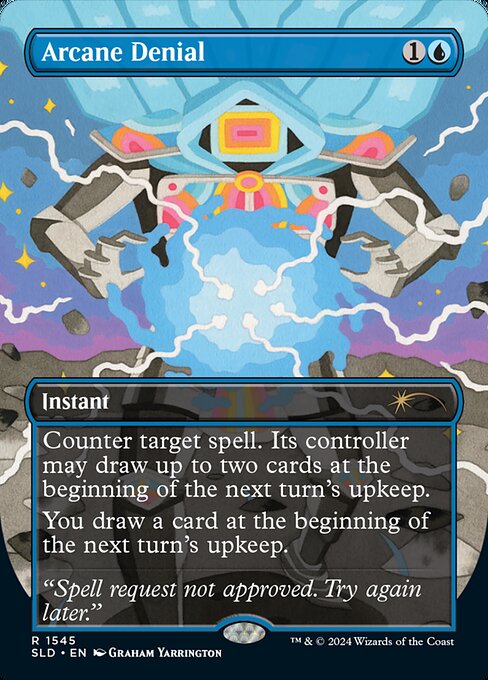 Arcane Denial 1
Instant
Counter target spell. Its controller
may draw up to two cards at the
beginning of the next turn's upkeep.
You draw a card at the beginning of
the next turn's upkeep.
“Spell request not approved. Try again
later.”
R 1545
SLD • EN Graham Yarrington
™ & © 2024 Wizards of the Coast